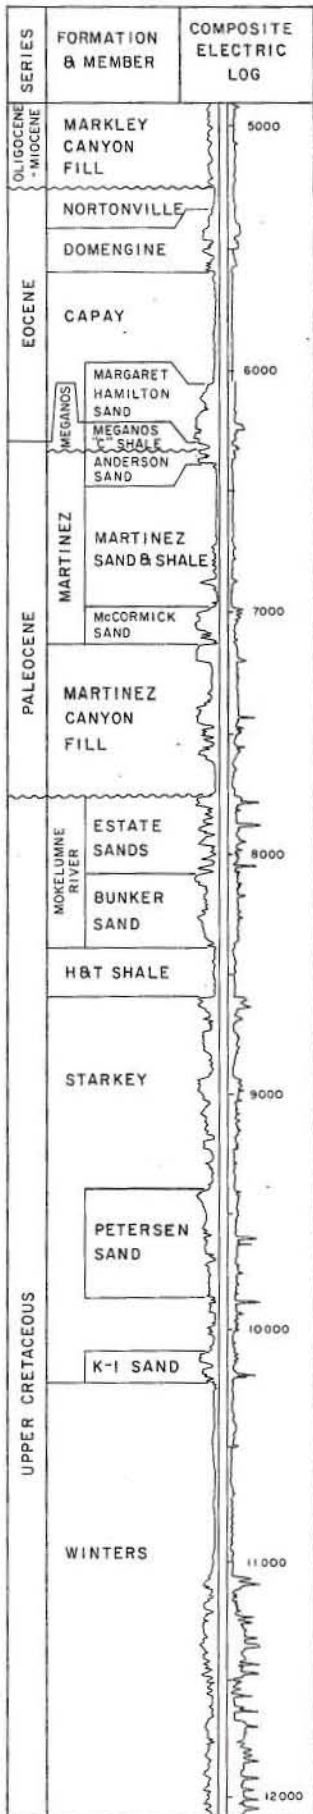 SERIES
FORMATION
& MEMBER
COMPOSITE
ELECTRIC
LOG
OLIGOCENE
-MIOCENE
MARKLEY
CANYON
FILL
5000
EOCENE
NORTONVILLE
DOMENGINE
CAPAY
6000
MEGANOS
MARGARET
HAMILTON
SAND
MEGANOS
"C" SHALE
PALEOCENE
MARTINEZ
ANDERSON
SAND
MARTINEZ
SAND & SHALE
7000
McCORMICK
SAND
MARTINEZ
CANYON
FILL
UPPER CRETACEOUS
MOKELUMNE
RIVER
ESTATE
SANDS
8000
BUNKER
SAND
H&T SHALE
STARKEY
9000
PETERSEN
SAND
10000
K-1 SAND
WINTERS
11000
12000